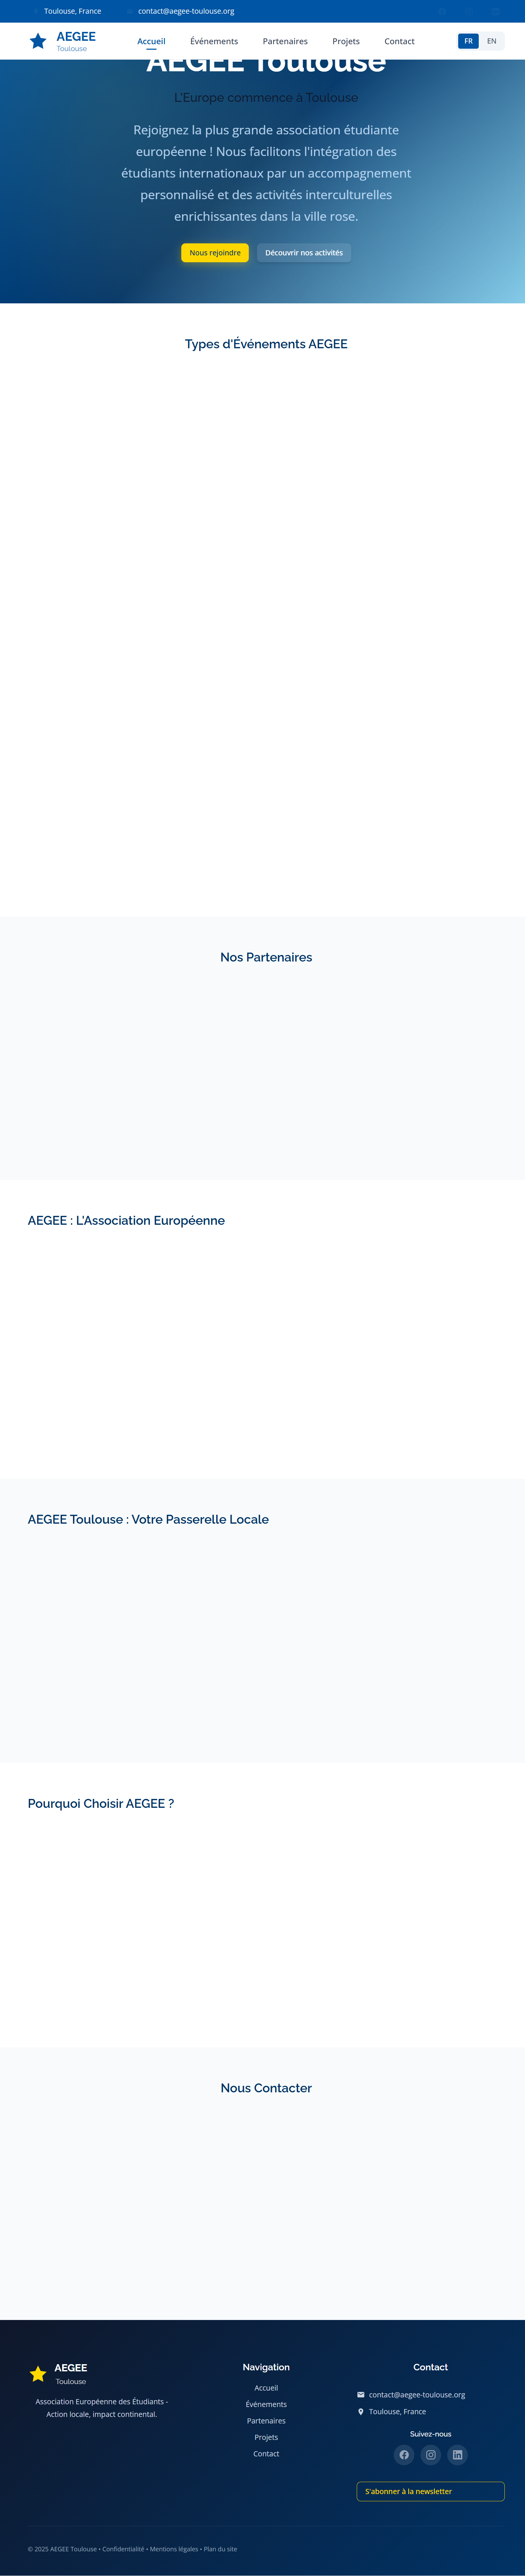 Toulouse, France
contact@aegee-toulouse.org
AEGEE
Toulouse
Accueil
Événements
Partenaires
Projets
Contact
FR
EN
AEGEE Toulouse
L'Europe commence à Toulouse
Rejoignez la plus grande association étudiante
européenne ! Nous facilitons l'intégration des
étudiants internationaux par un accompagnement
personnalisé et des activités interculturelles
enrichissantes dans la ville rose.
Nous rejoindre
Découvrir nos activités
Types d'Événements AEGEE
Nos Partenaires
AEGEE : L'Association Européenne
AEGEE Toulouse : Votre Passerelle Locale
Pourquoi Choisir AEGEE ?
Nous Contacter
AEGEE
Toulouse
Association Européenne des Étudiants -
Action locale, impact continental.
Navigation
Accueil
Événements
Partenaires
Projets
Contact
Contact
contact@aegee-toulouse.org
Toulouse, France
Suivez-nous
S'abonner à la newsletter
© 2025 AEGEE Toulouse • Confidentialité • Mentions légales • Plan du site